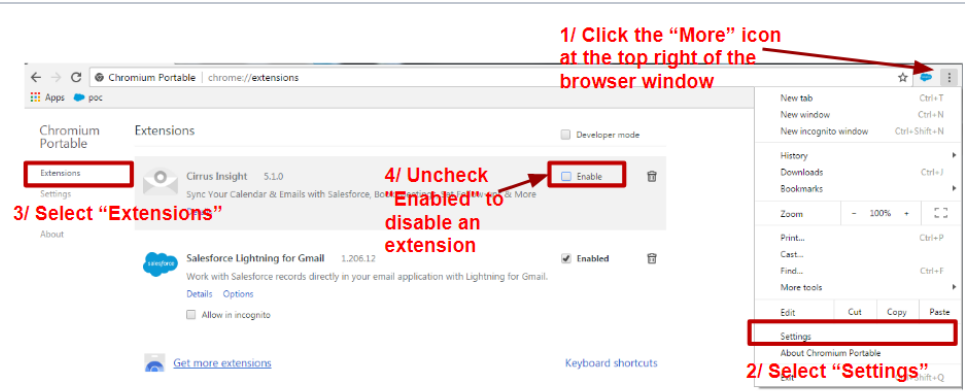 1/ Click the “More” icon
at the top right of the
browser window
Chromium Portable | chrome://extensions
Apps poc
New tab Ctrl+T
New window Ctrl+N
New incognito window Ctrl+Shift+N
History
Downloads Ctrl+J
Bookmarks
Zoom - 100% +
Print... Ctrl+P
Cast...
Find... Ctrl+F
More tools
Edit Cut Copy Paste
Settings
About Chromium Portable
2/ Select “Settings”
Exit Shift+Q
Chromium
Portable
Extensions
Settings
3/ Select “Extensions”
About
Extensions
Developer mode
Cirrus Insight 5.1.0
Enable
Sync Your Calendar & Emails with Salesforce, & More
4/ Uncheck
"Enabled" to
disable an
extension
salesforce
Salesforce Lightning for Gmail 1.206.12
Enabled
Work with Salesforce records directly in your email application with Lightning for Gmail.
Details Options
Allow in incognito
Get more extensions
Keyboard shortcuts